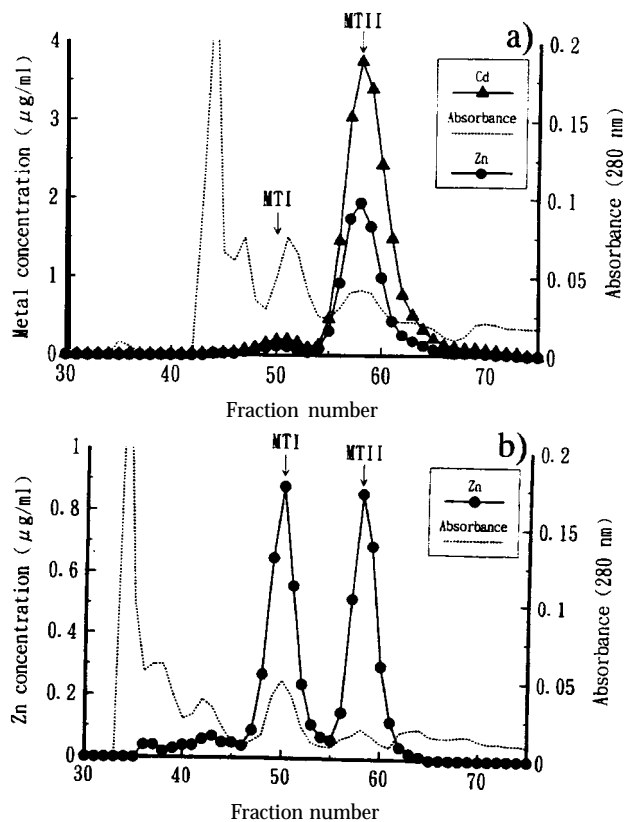 a)
MTII
MTI
Cd
Absorbance
Zn
4
3
2
1
0
Metal concentration (μg/ml)
0.2
0.15
0.1
0.05
0
Absorbance (280 nm)
30 40 50 60 70
Fraction number
b)
MTI MTII
Zn
Absorbance
1
0.8
0.6
0.4
0.2
0
Zn concentration (μg/ml)
0.2
0.15
0.1
0.05
0
Absorbance (280 nm)
30 40 50 60 70
Fraction number